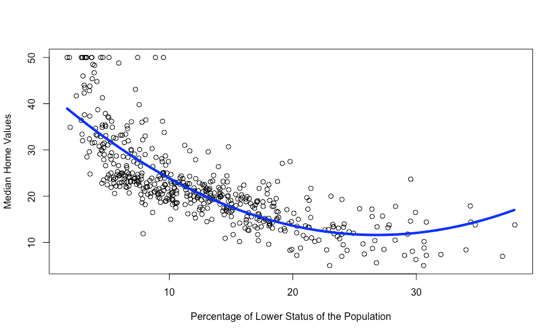 Median Home Values
50
40
30
20
10
10 20 30
Percentage of Lower Status of the Population